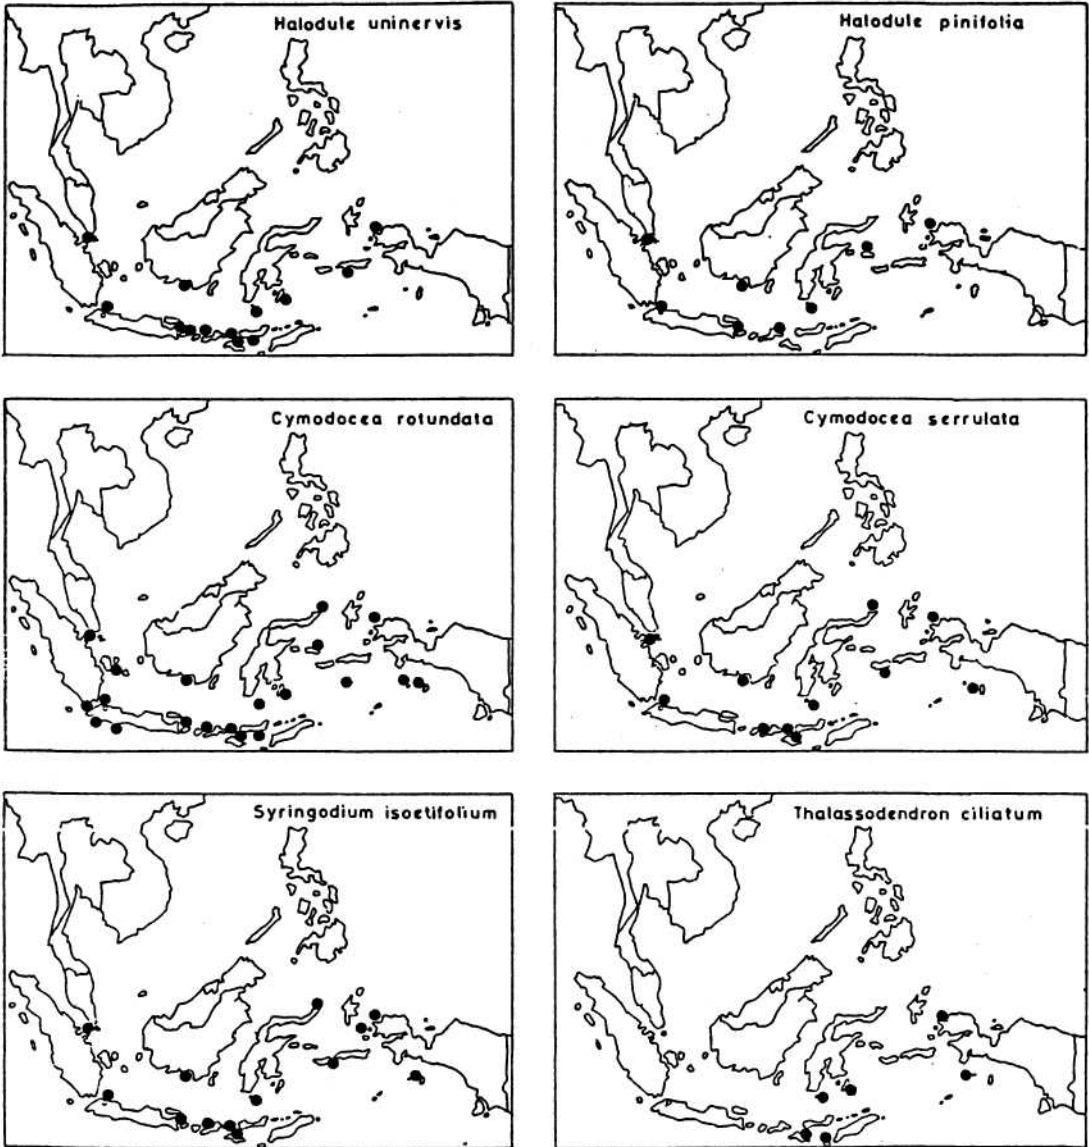 Halodule uninervis
Halodule pinifolia
Cymodocea rotundata
Cymodocea serrulata
Syringodium isoetifolium
Thalassodendron ciliatum